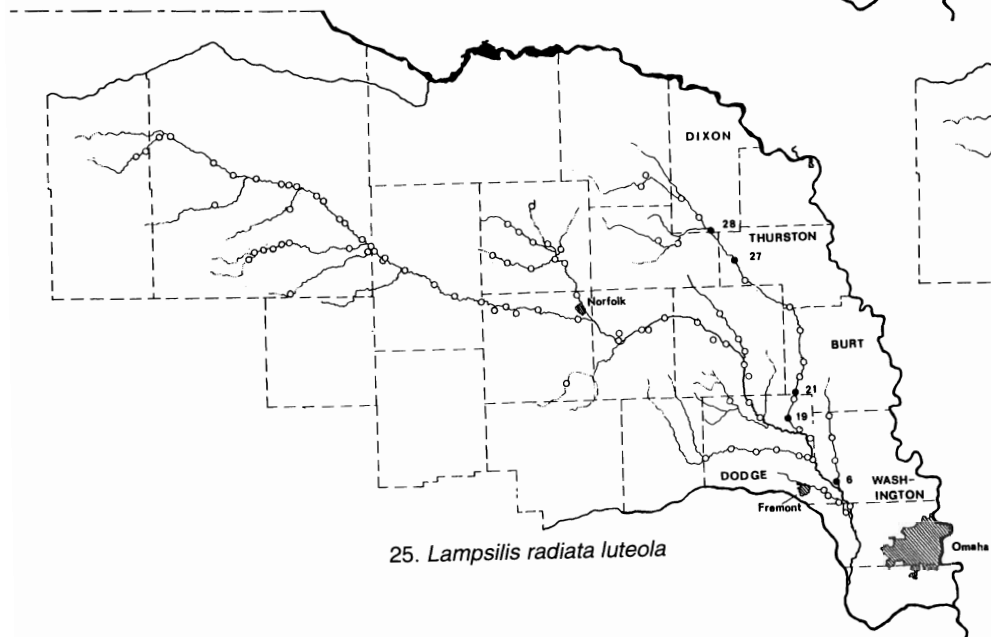 DIXON
28
THURSTON
27
Norfolk
BURT
21
19
DODGE
6
WASH-
INGTON
Fremont
Omaha
25. Lampsilis radiata luteola